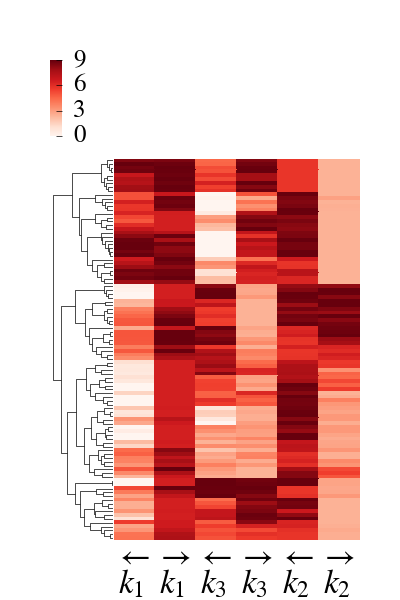 9
6
3
0
← → ← → ← →
k₁ k₁ k₃ k₃ k₂ k₂